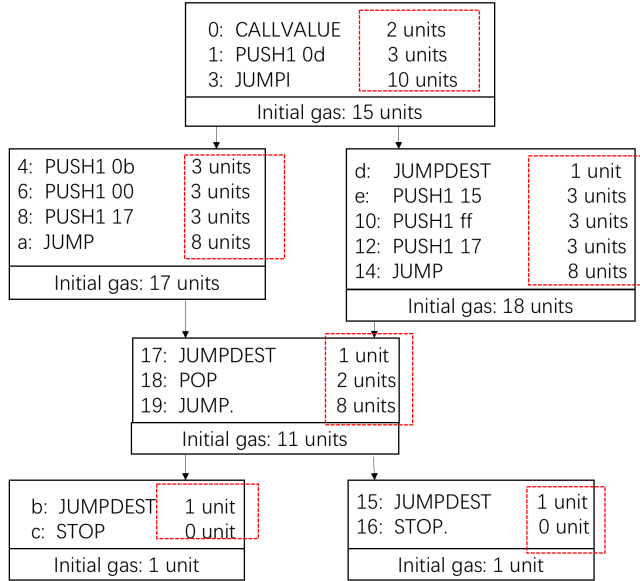 0: CALLVALUE 2 units
1: PUSH1 0d 3 units
3: JUMPI 10 units
Initial gas: 15 units
4: PUSH1 0b 3 units
6: PUSH1 00 3 units
8: PUSH1 17 3 units
a: JUMP 8 units
Initial gas: 17 units
d: JUMPDEST 1 unit
e: PUSH1 15 3 units
10: PUSH1 ff 3 units
12: PUSH1 17 3 units
14: JUMP 8 units
Initial gas: 18 units
17: JUMPDEST 1 unit
18: POP 2 units
19: JUMP. 8 units
Initial gas: 11 units
b: JUMPDEST 1 unit
c: STOP 0 unit
Initial gas: 1 unit
15: JUMPDEST 1 unit
16: STOP. 0 unit
Initial gas: 1 unit